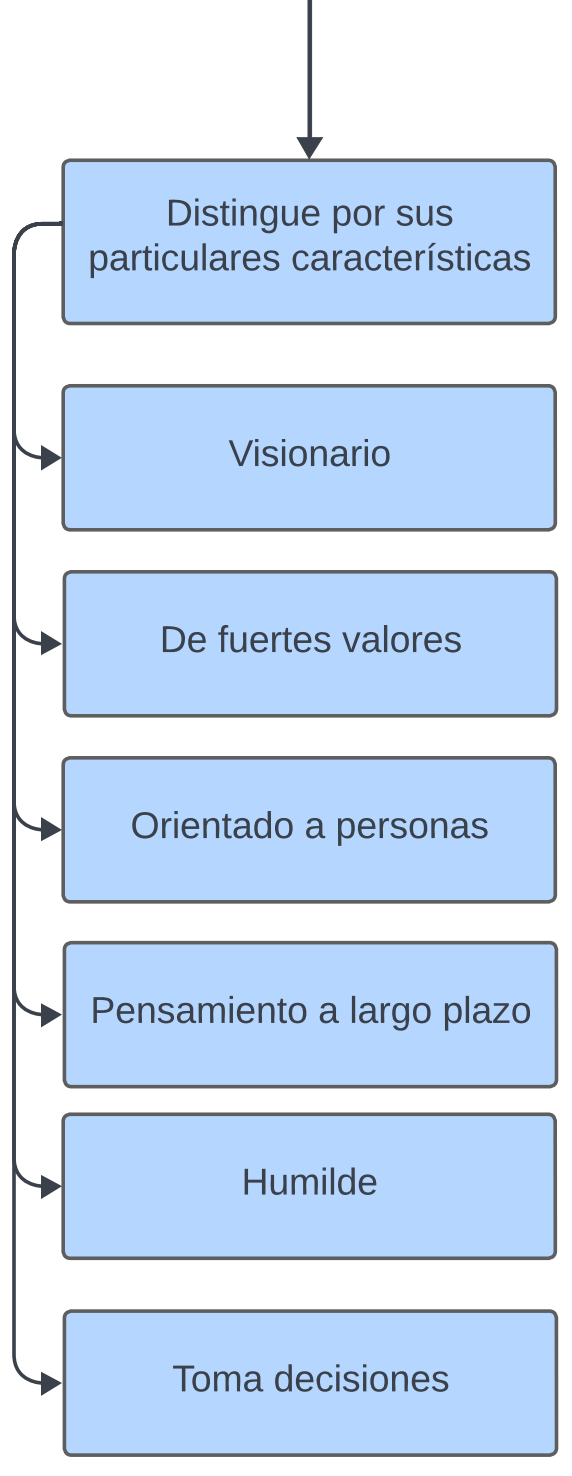 Distingue por sus
particulares características
Visionario
De fuertes valores
Orientado a personas
Pensamiento a largo plazo
Humilde
Toma decisiones